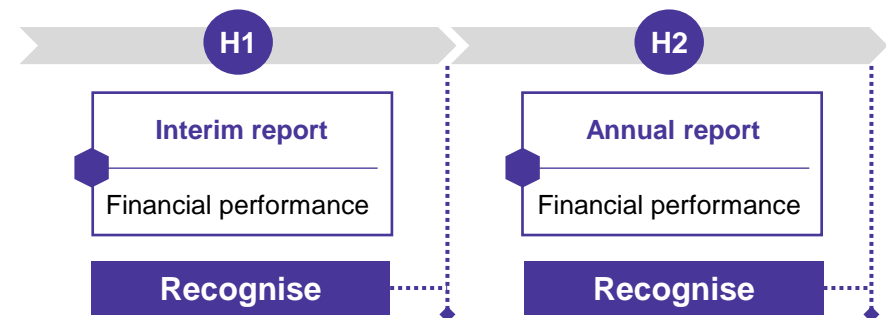 H1
H2
Interim report
Financial performance
Recognise
Annual report
Financial performance
Recognise